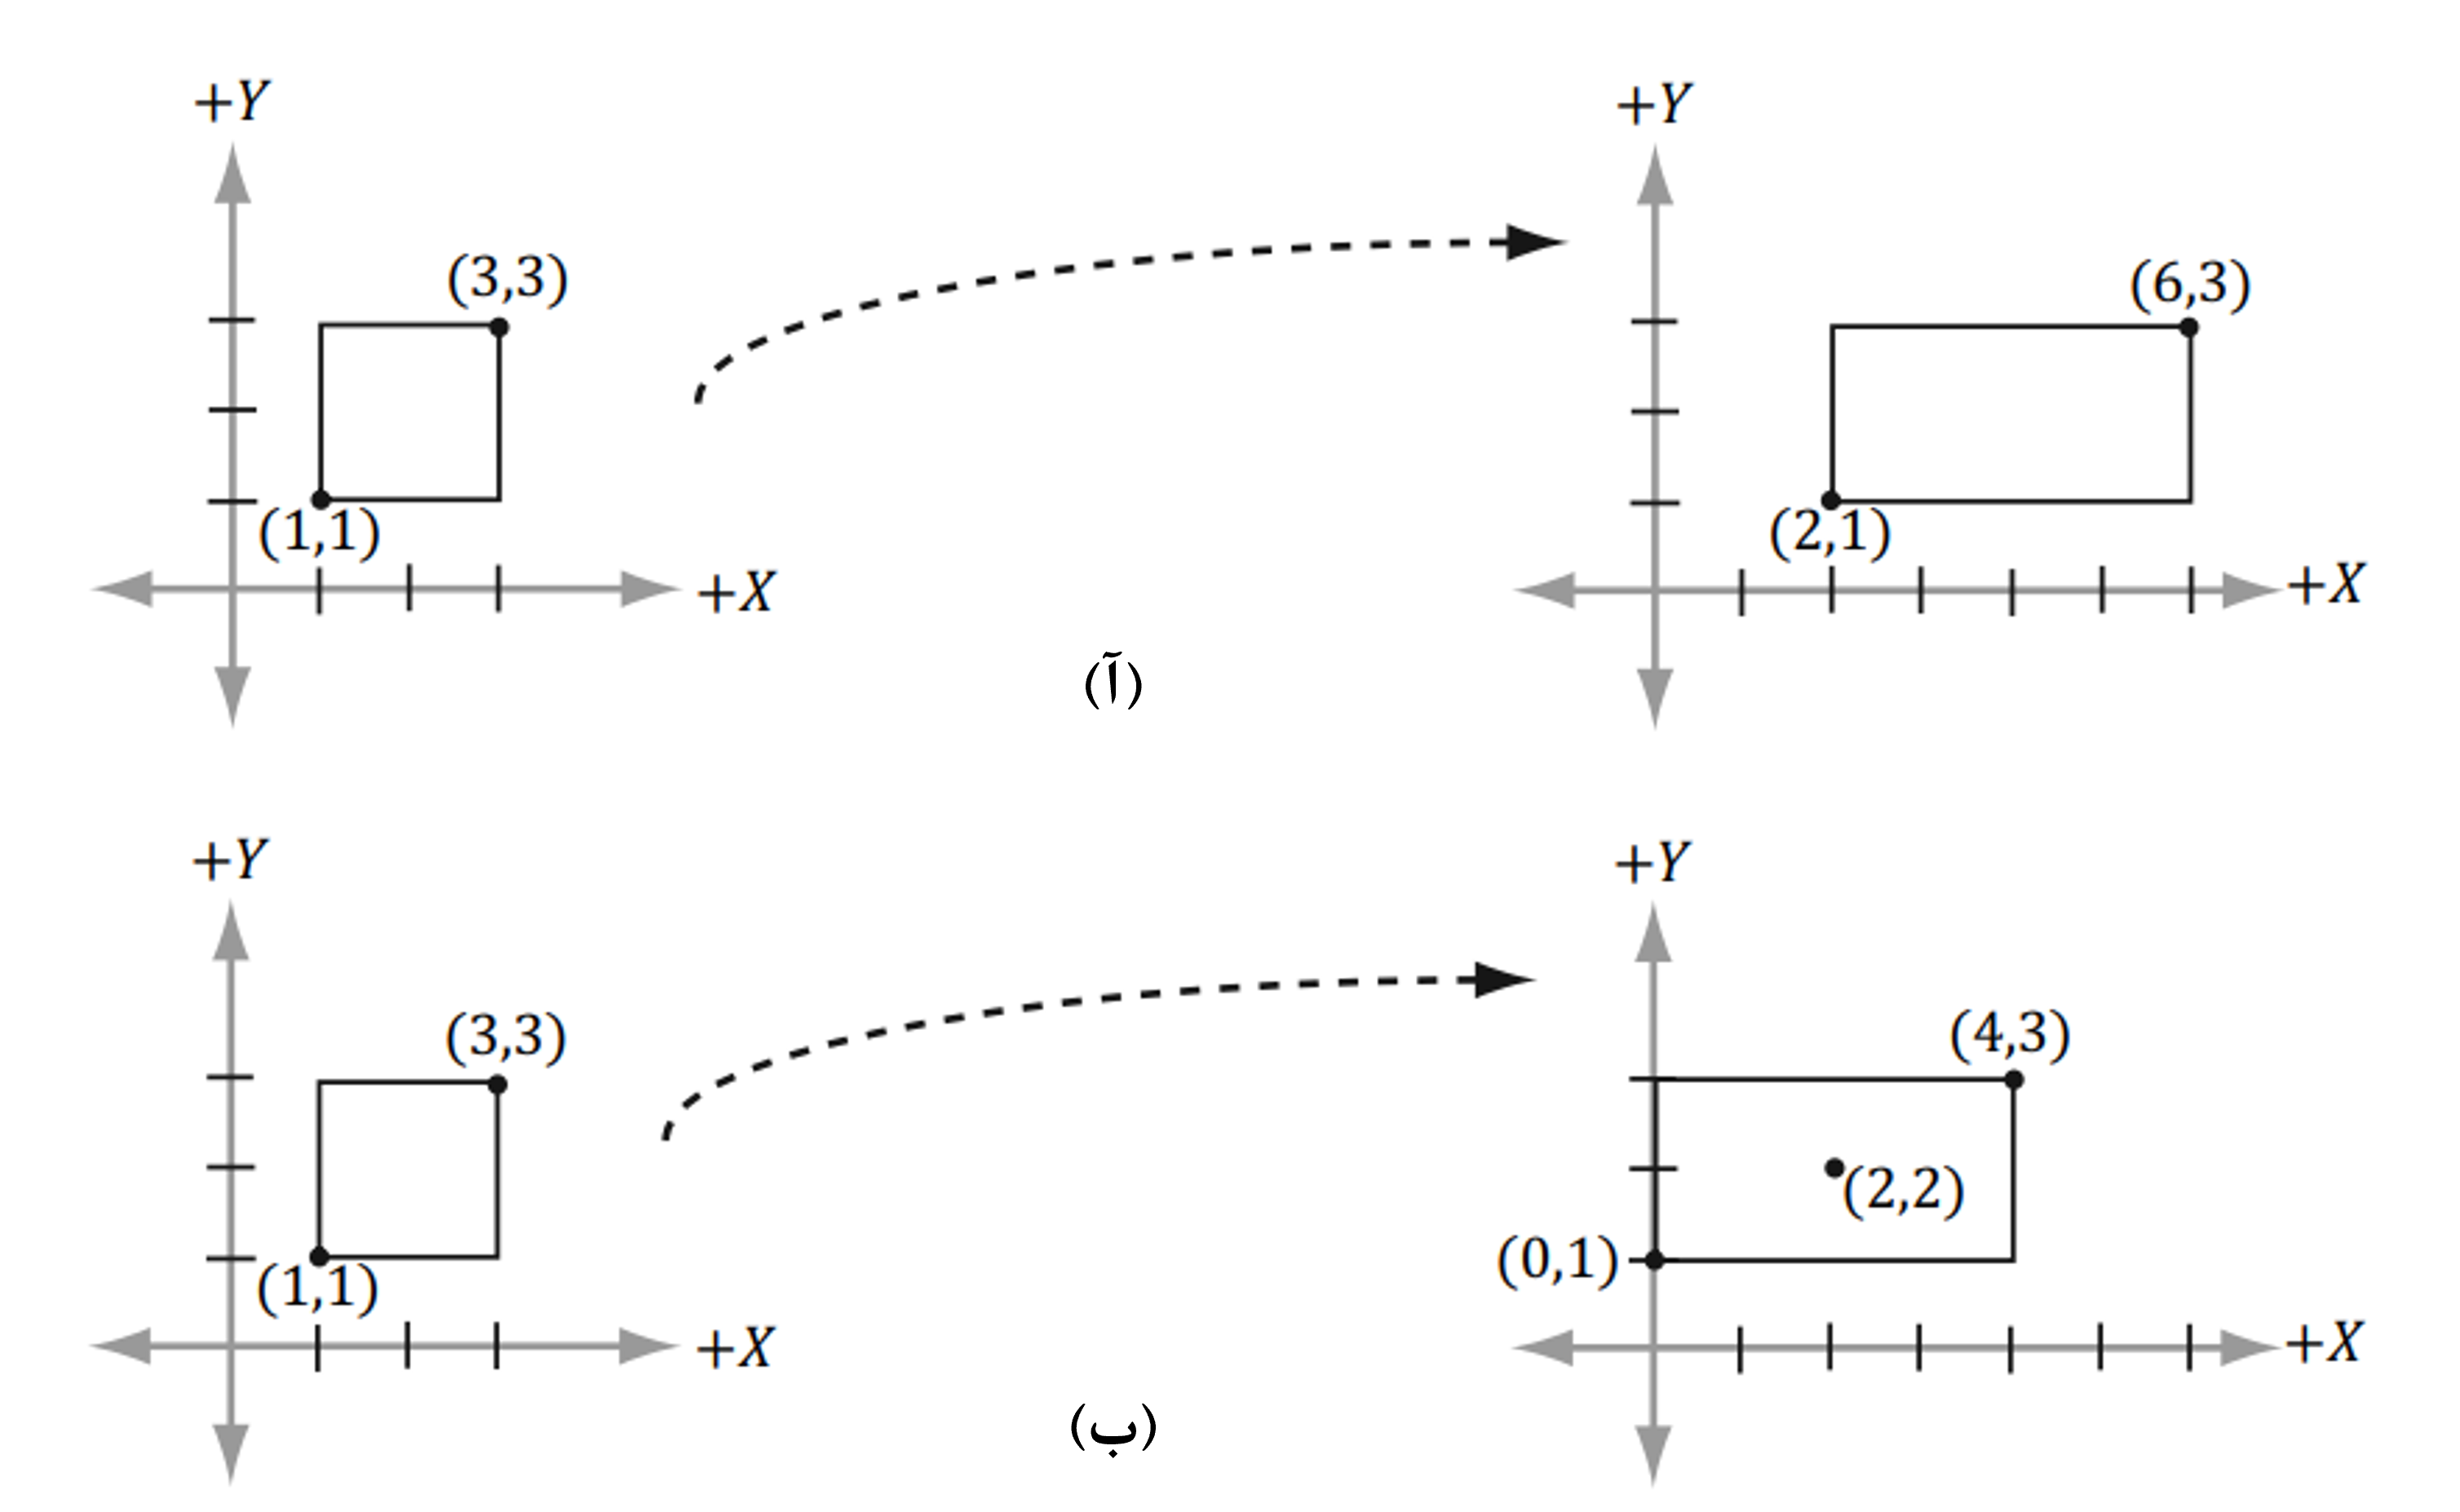 +Y
+Y
(3,3)
(6,3)
(1,1)
(2,1)
+X
+X
(آ)
+Y
+Y
(3,3)
(4,3)
(2,2)
(0,1)
(1,1)
+X
+X
(ب)